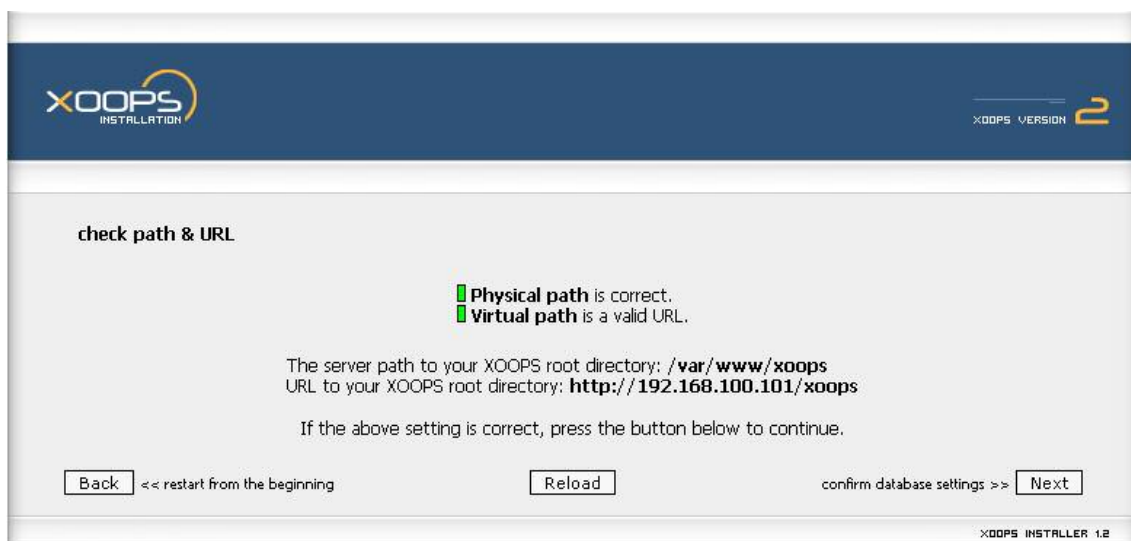 XOOPS
INSTALLATION
XOOPS VERSION 2
check path & URL
Physical path is correct.
Virtual path is a valid URL.
The server path to your XOOPS root directory: /var/www/xoops
URL to your XOOPS root directory: http://192.168.100.101/xoops
If the above setting is correct, press the button below to continue.
Back << restart from the beginning Reload confirm database settings >> Next
XOOPS INSTALLER 1.2